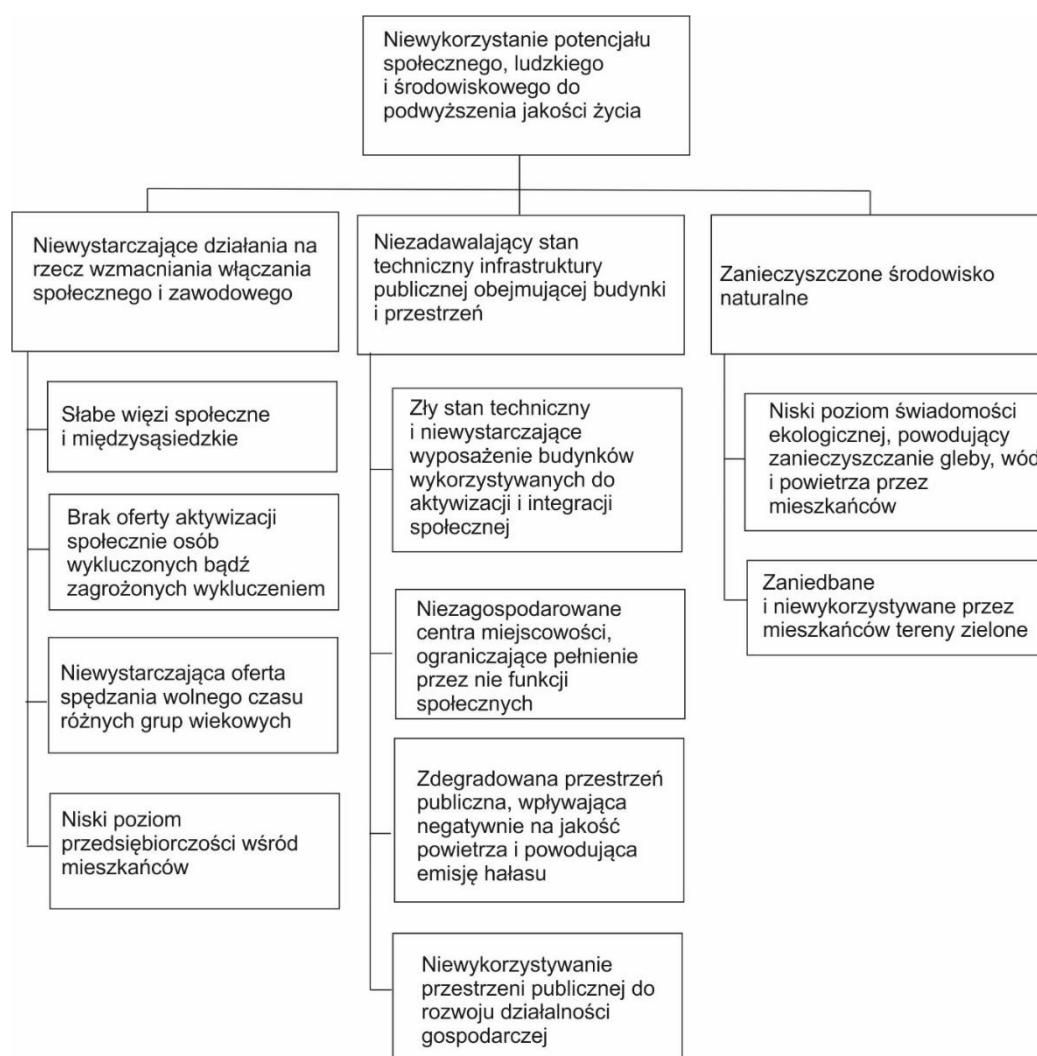 Niewykorzystanie potencjału
społecznego, ludzkiego
i środowiskowego do
podwyższenia jakości życia
Niewystarczające działania na
rzecz wzmacniania włączania
społecznego i zawodowego
Słabe więzi społeczne
i międzysąsiedzkie
Brak oferty aktywizacji
społecznie osób
wykluczonych bądź
zagrożonych wykluczeniem
Niewystarczająca oferta
spędzania wolnego czasu
różnych grup wiekowych
Niski poziom
przedsiębiorczości wśród
mieszkańców
Niezadawalający stan
techniczny infrastruktury
publicznej obejmującej budynki
i przestrzeń
Zły stan techniczny
i niewystarczające
wyposażenie budynków
wykorzystywanych do
aktywizacji i integracji
społecznej
Niezagospodarowane
centra miejscowości,
ograniczające pełnienie
przez nie funkcji
społecznych
Zdegradowana przestrzeń
publiczna, wpływająca
negatywnie na jakość
powietrza i powodująca
emisję hałasu
Niewykorzystywanie
przestrzeni publicznej do
rozwoju działalności
gospodarczej
Zanieczyszczone środowisko
naturalne
Niski poziom świadomości
ekologicznej, powodujący
zanieczyszczanie gleby, wód
i powietrza przez
mieszkańców
Zaniedbane
i niewykorzystywane przez
mieszkańców tereny zielone